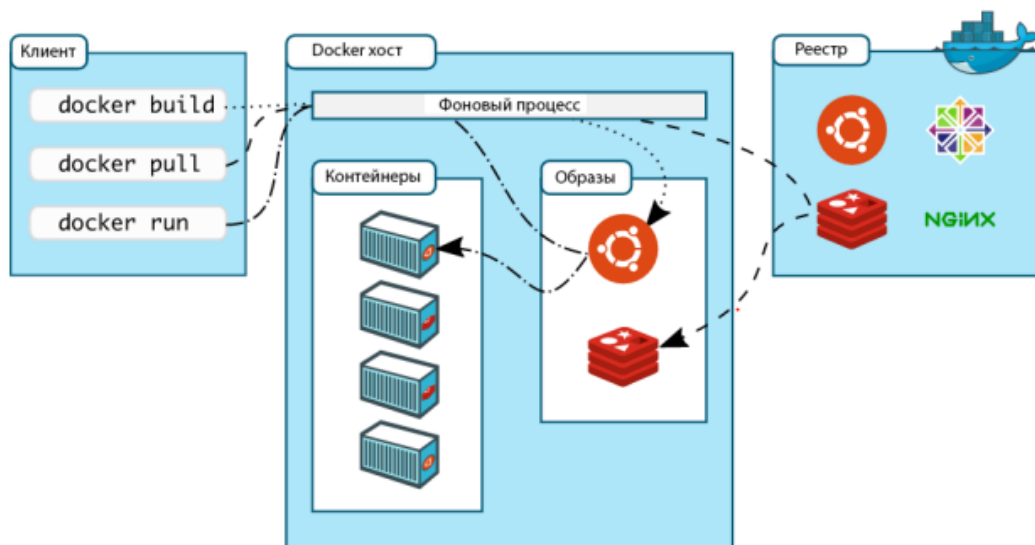 Клиент
docker build
docker pull
docker run
Docker хост
Фоновый процесс
Контейнеры
Образы
Реестр
NGINX